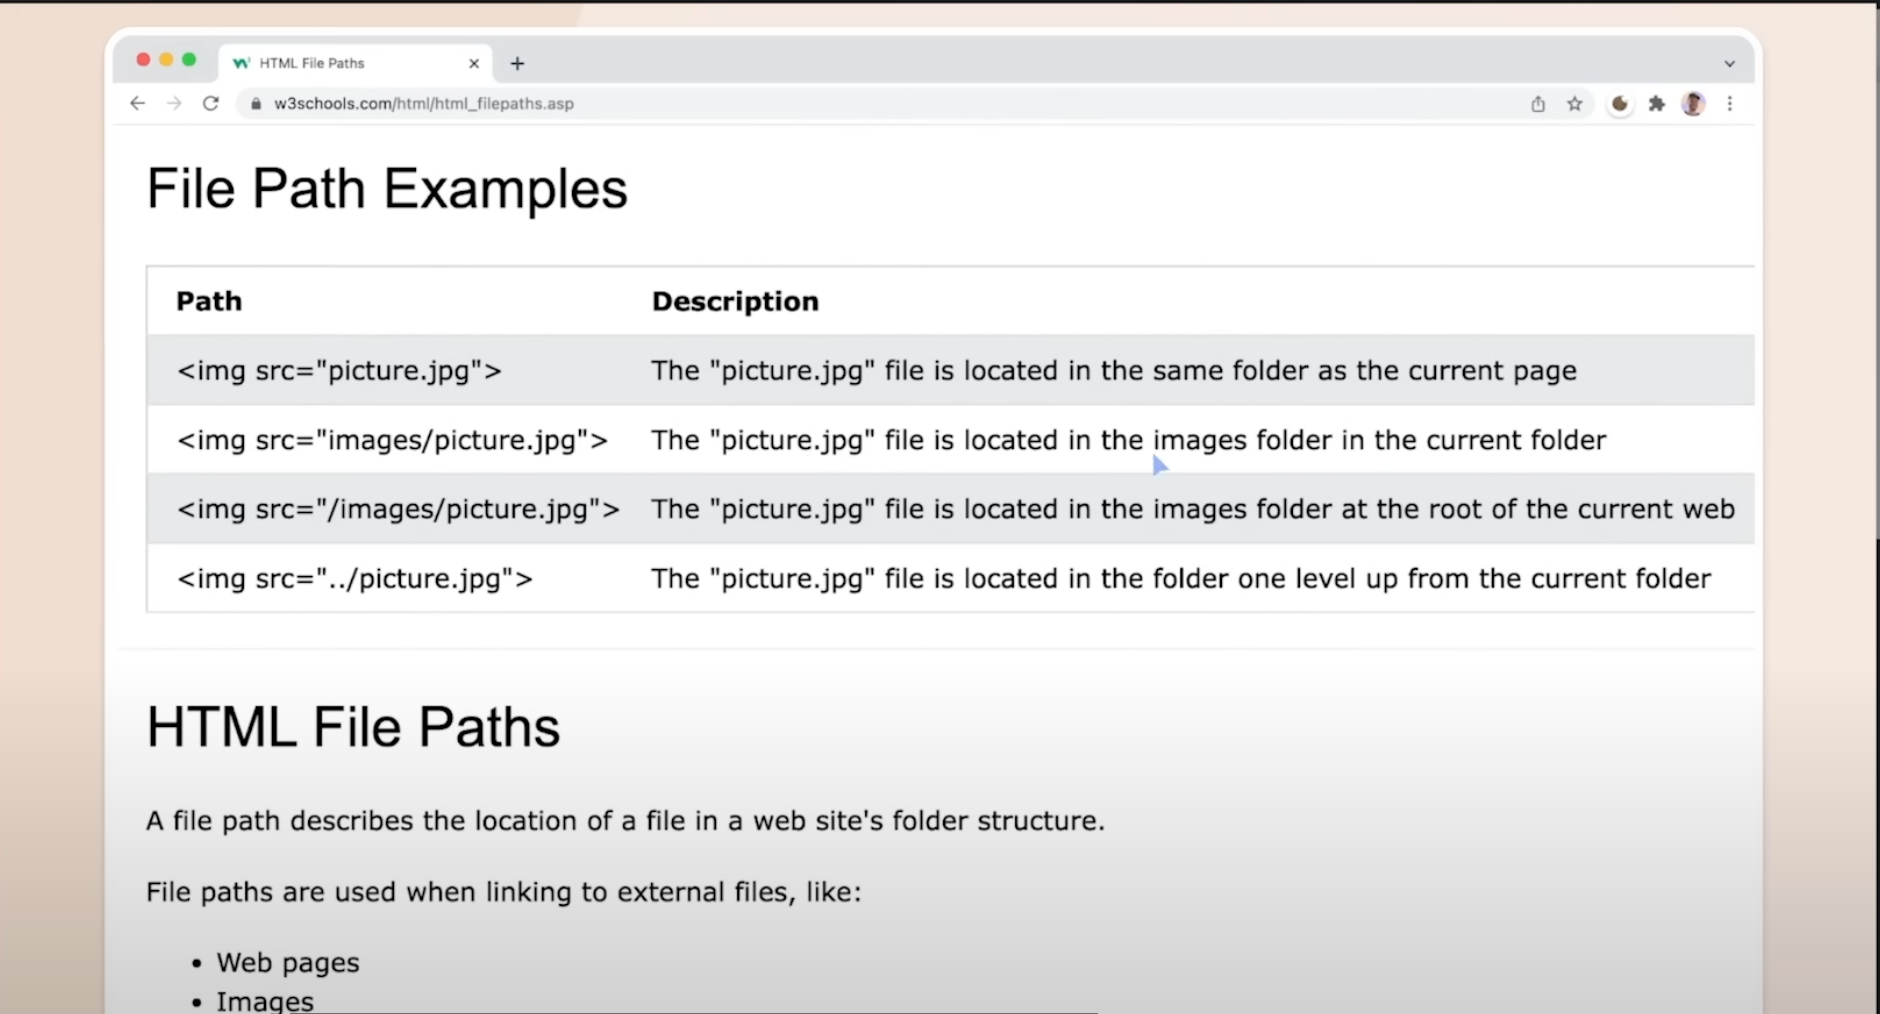 HTML File Paths
w3schools.com/html/html_filepaths.asp
File Path Examples
Path Description
<img src="picture.jpg"> The "picture.jpg" file is located in the same folder as the current page
<img src="images/picture.jpg"> The "picture.jpg" file is located in the images folder in the current folder
<img src="/images/picture.jpg"> The "picture.jpg" file is located in the images folder at the root of the current web
<img src="../picture.jpg"> The "picture.jpg" file is located in the folder one level up from the current folder
HTML File Paths
A file path describes the location of a file in a web site's folder structure.
File paths are used when linking to external files, like:
• Web pages
• Images